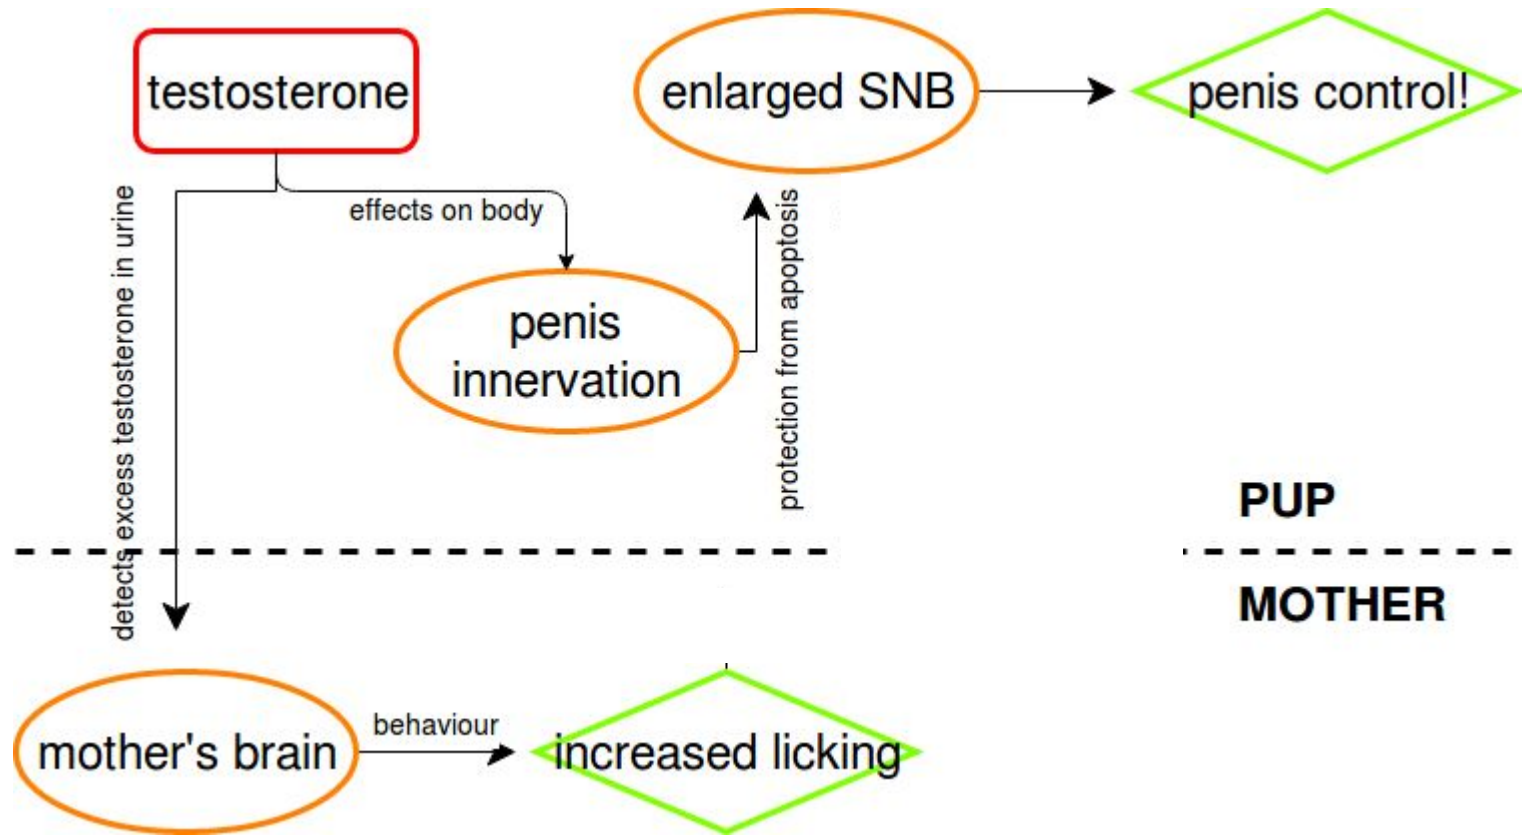 testosterone
enlarged SNB
penis control!
detects excess testosterone in urine
effects on body
protection from apoptosis
penis
innervation
PUP
MOTHER
mother's brain
behaviour
increased licking